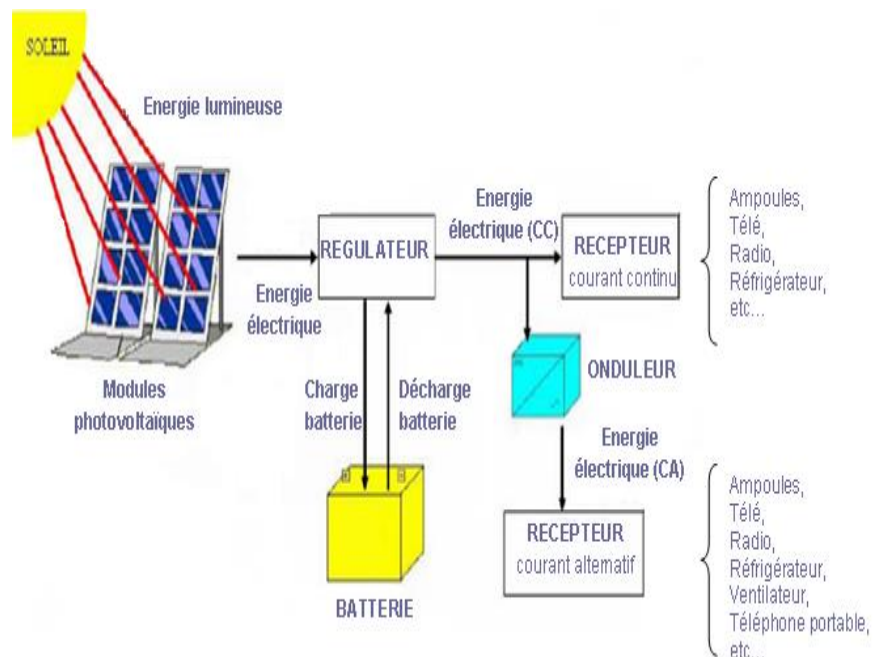 SOLEIL
Energie lumineuse
Modules
photovoltaïques
Energie
électrique
REGULATEUR
Energie
électrique (CC)
RECEPTEUR
courant continu
Ampoules,
Télé,
Radio,
Réfrigérateur,
etc...
Charge
batterie
Décharge
batterie
BATTERIE
ONDULEUR
Energie
électrique (CA)
RECEPTEUR
courant alternatif
Ampoules,
Télé,
Radio,
Réfrigérateur,
Ventilateur,
Téléphone portable,
etc...